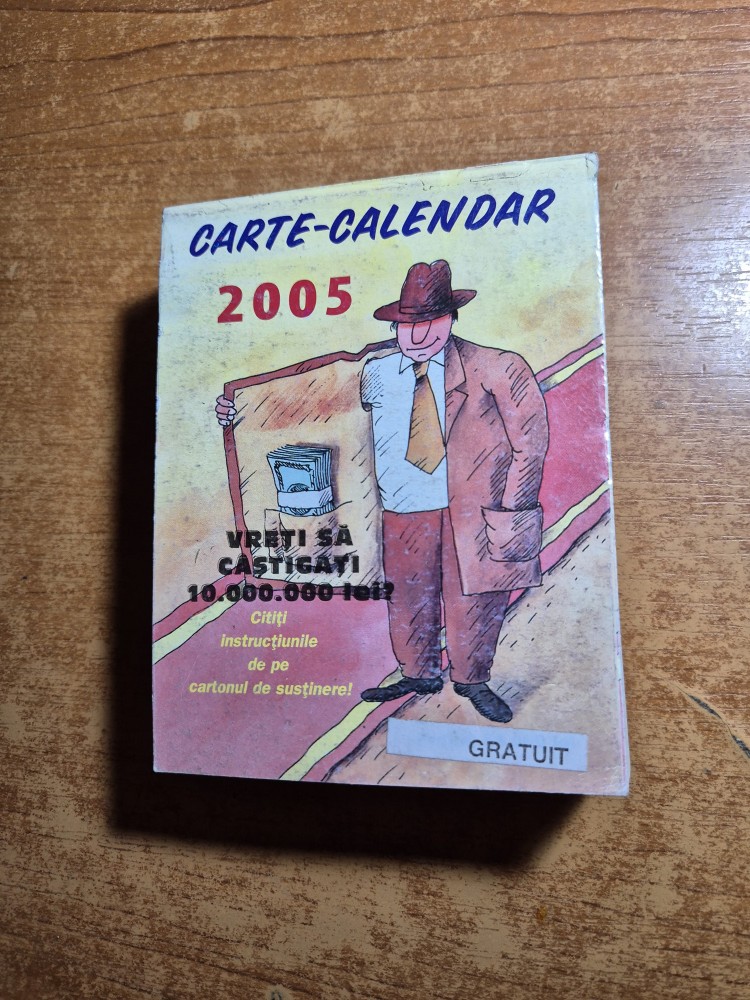 CARTE-CALENDAR
2005
VREȚI SĂ
CÂȘTIGAȚI
10.000.000 lei?
Citiți
instrucțiunile
de pe
cartonul de susținere!
GRATUIT